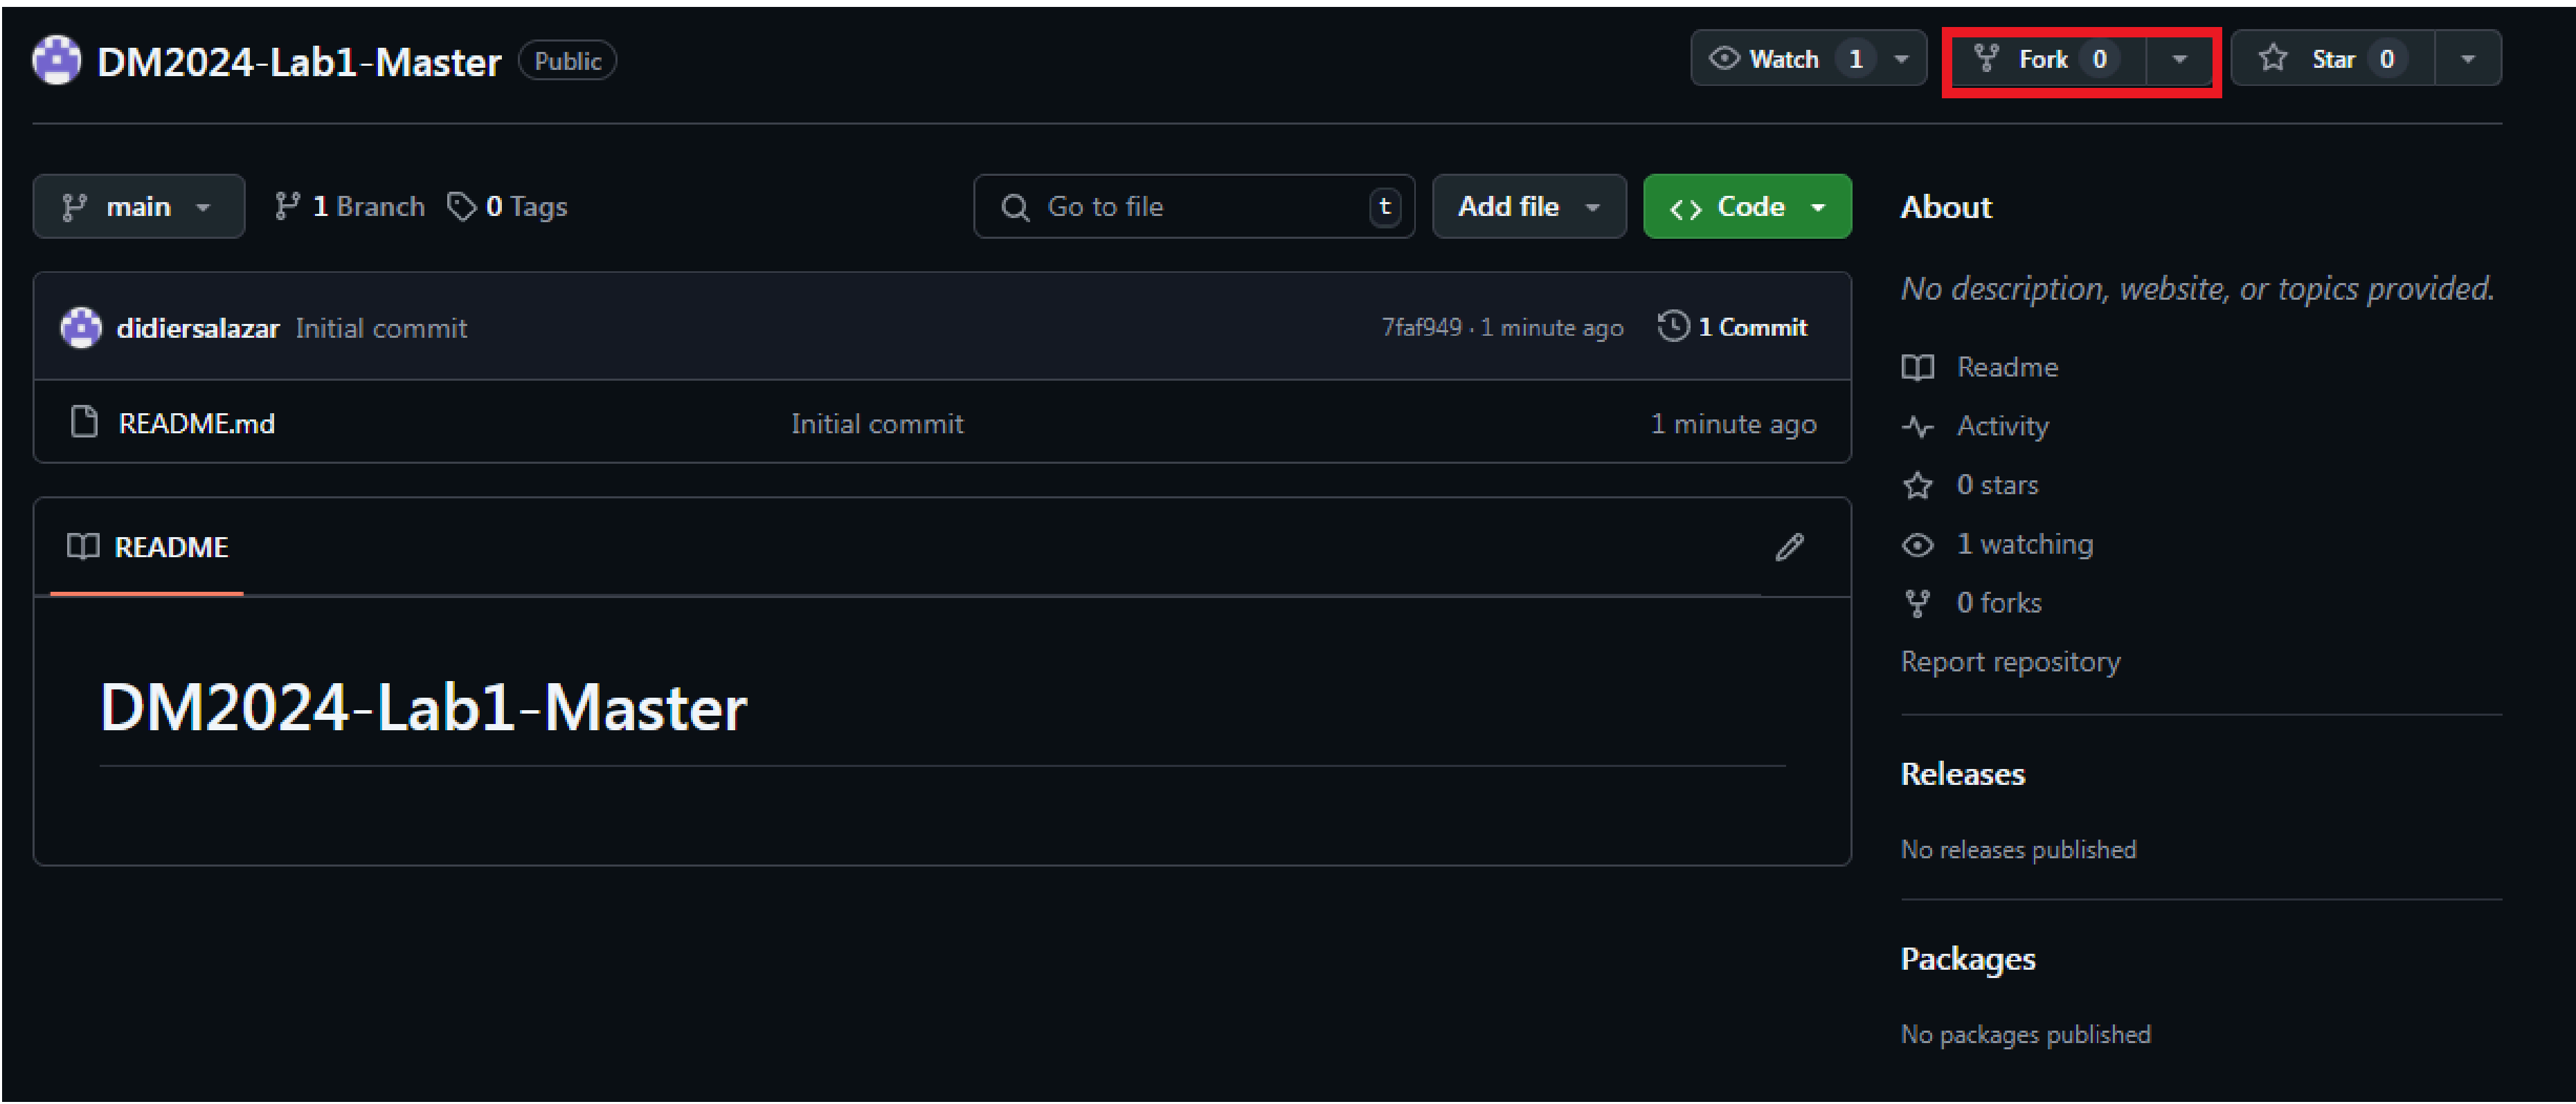 DM2024-Lab1-Master Public Watch 1 Fork 0 Star 0
main 1 Branch 0 Tags Go to file t Add file Code
didiersalazar Initial commit 7faf949 · 1 minute ago 1 Commit
README.md Initial commit 1 minute ago
README
DM2024-Lab1-Master
About
No description, website, or topics provided.
Readme
Activity
0 stars
1 watching
0 forks
Report repository
Releases
No releases published
Packages
No packages published